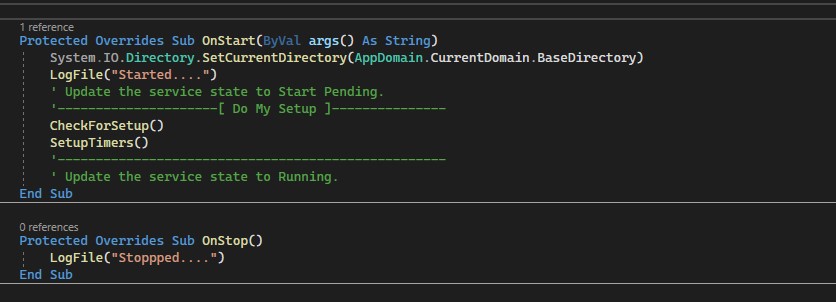 1 reference
Protected Overrides Sub OnStart(ByVal args() As String)
System.IO.Directory.SetCurrentDirectory(AppDomain.CurrentDomain.BaseDirectory)
LogFile("Started....")
' Update the service state to Start Pending.
'---------------------[ Do My Setup ]---------------
CheckForSetup()
SetupTimers()
'---------------------------------------------------
' Update the service state to Running.
End Sub
0 references
Protected Overrides Sub OnStop()
LogFile("Stoppped....")
End Sub